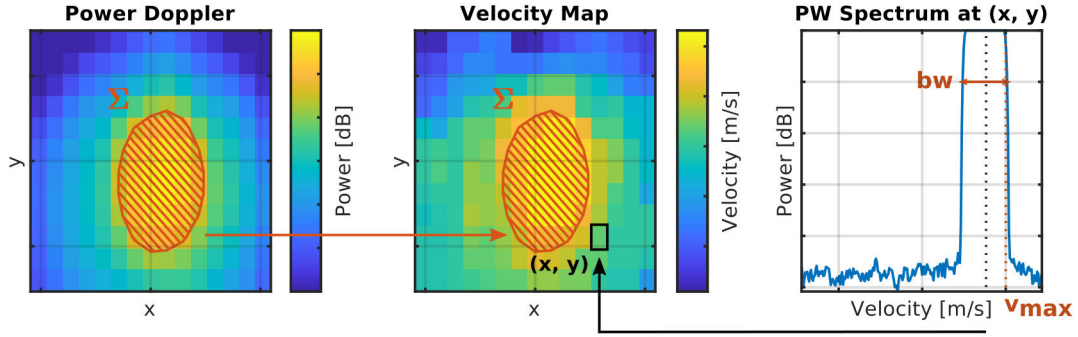 Power Doppler
Σ
y
x
Power [dB]
Velocity Map
Σ
y
(x, y)
x
Velocity [m/s]
PW Spectrum at (x, y)
bw
Power [dB]
Velocity [m/s]
vmax